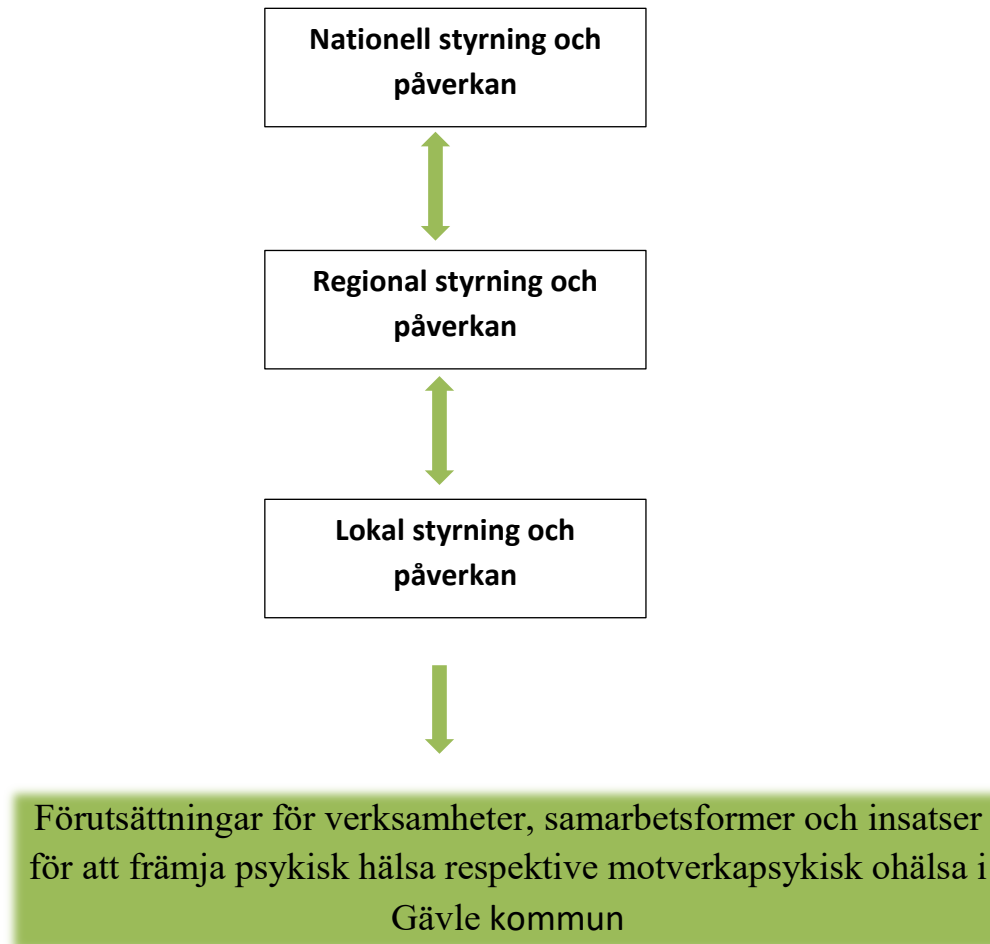 Nationell styrning och
påverkan
Regional styrning och
påverkan
Lokal styrning och
påverkan
Förutsättningar för verksamheter, samarbetsformer och insatser
för att främja psykisk hälsa respektive motverkapsykisk ohälsa i
Gävle kommun